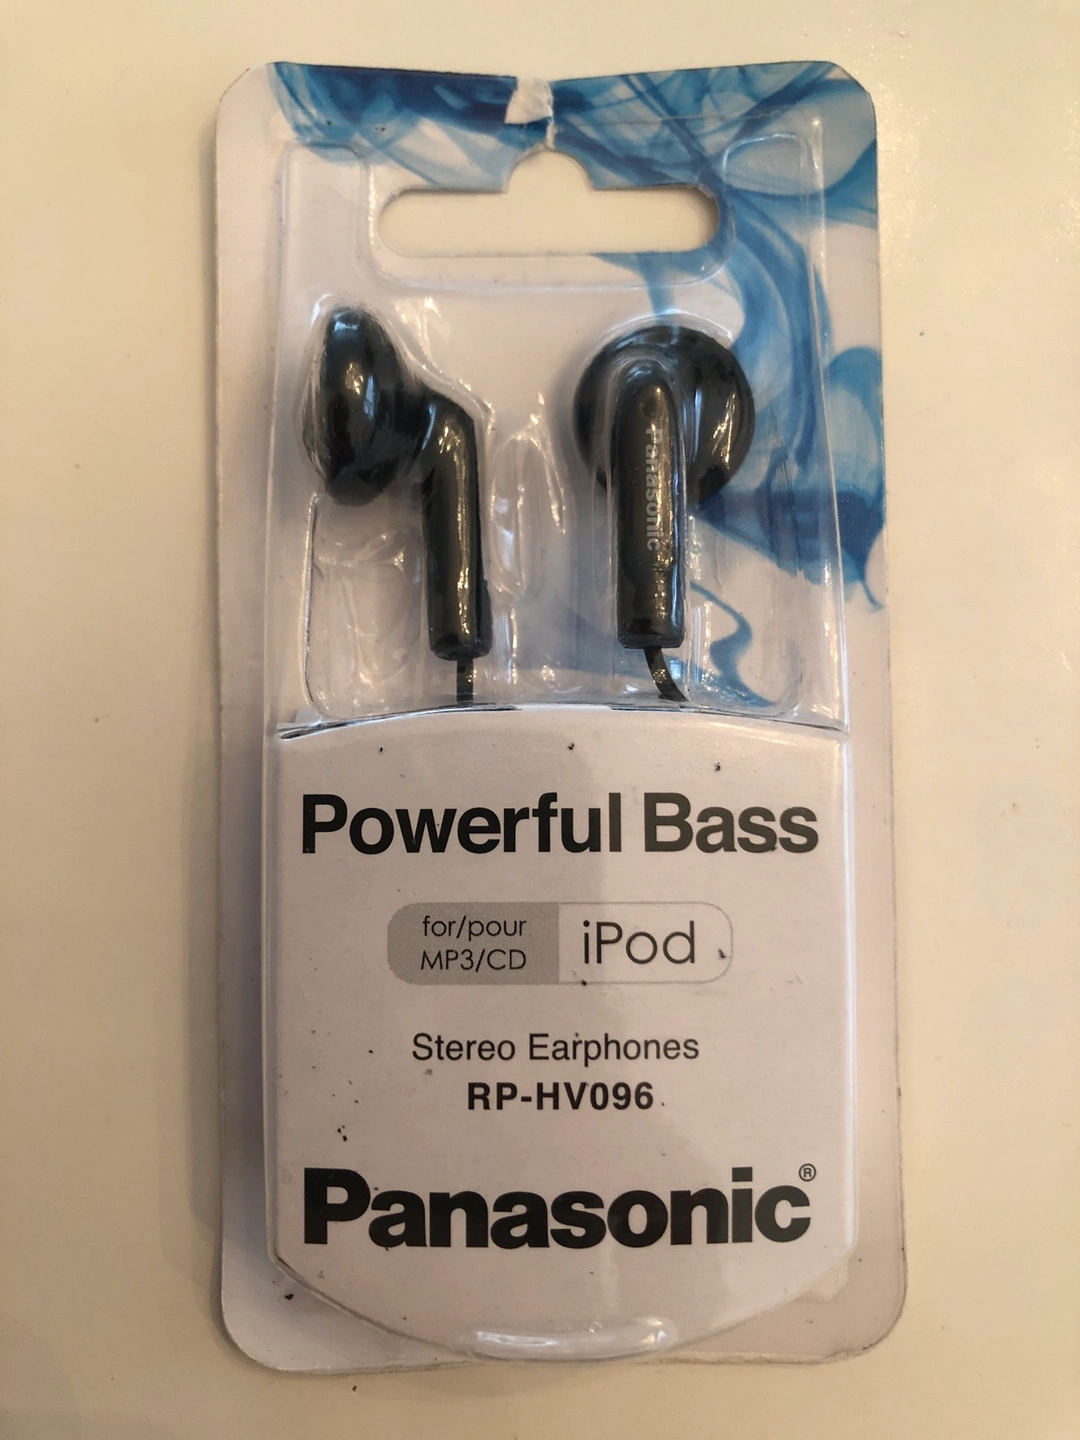 Panasonic
Powerful Bass
for/pour
MP3/CD
iPod
Stereo Earphones
RP-HV096
Panasonic®